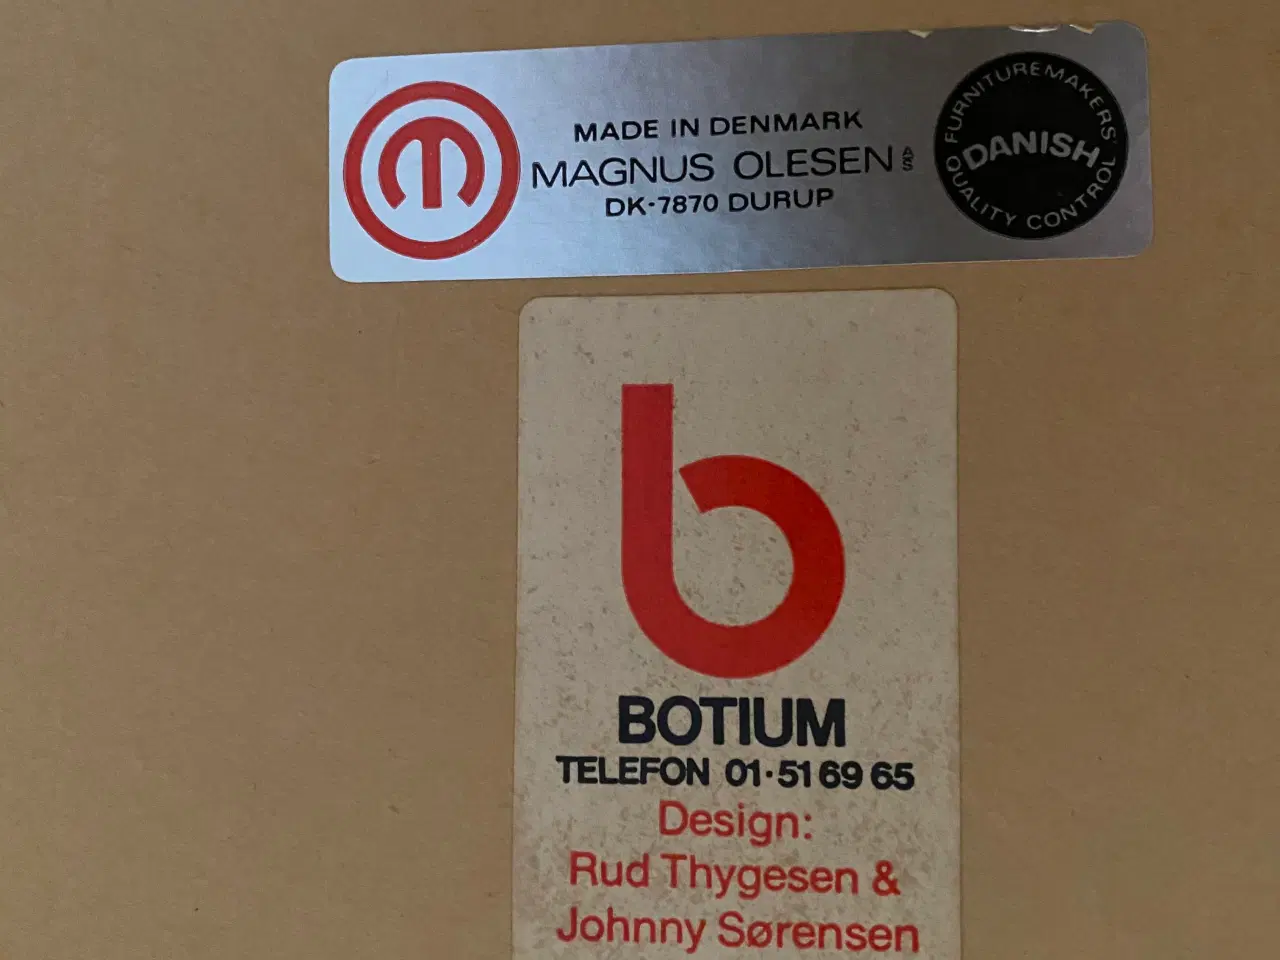 MADE IN DENMARK
MAGNUS OLESEN A/S
DK-7870 DURUP
FURNITUREMAKERS'
DANISH
QUALITY CONTROL
b
BOTIUM
TELEFON 01·51 69 65
Design:
Rud Thygesen &
Johnny Sørensen